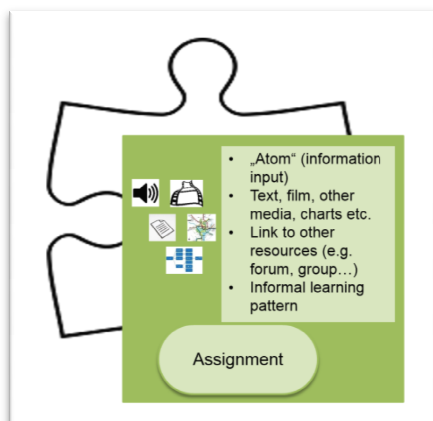 • „Atom“ (information
input)
• Text, film, other
media, charts etc.
• Link to other
resources (e.g.
forum, group…)
• Informal learning
pattern
Assignment